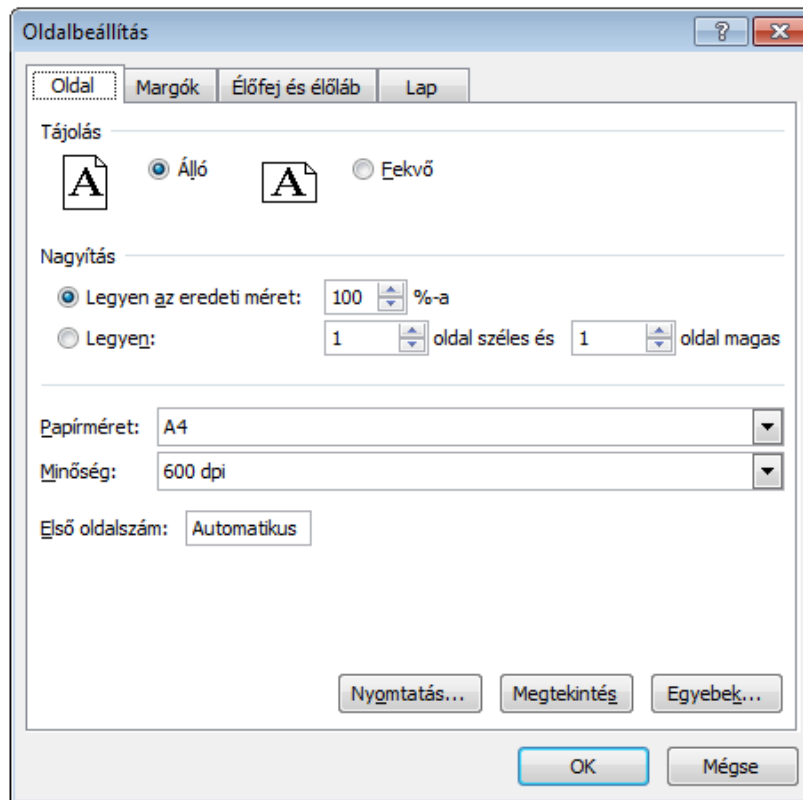 Oldalbeállítás
Oldal Margók Élőfej és élőláb Lap
Tájolás
A Álló A Fekvő
Nagyítás
Legyen az eredeti méret: 100 %-a
Legyen: 1 oldal széles és 1 oldal magas
Papírméret: A4
Minőség: 600 dpi
Első oldalszám: Automatikus
Nyomtatás... Megtekintés Egyebek...
OK Mégse